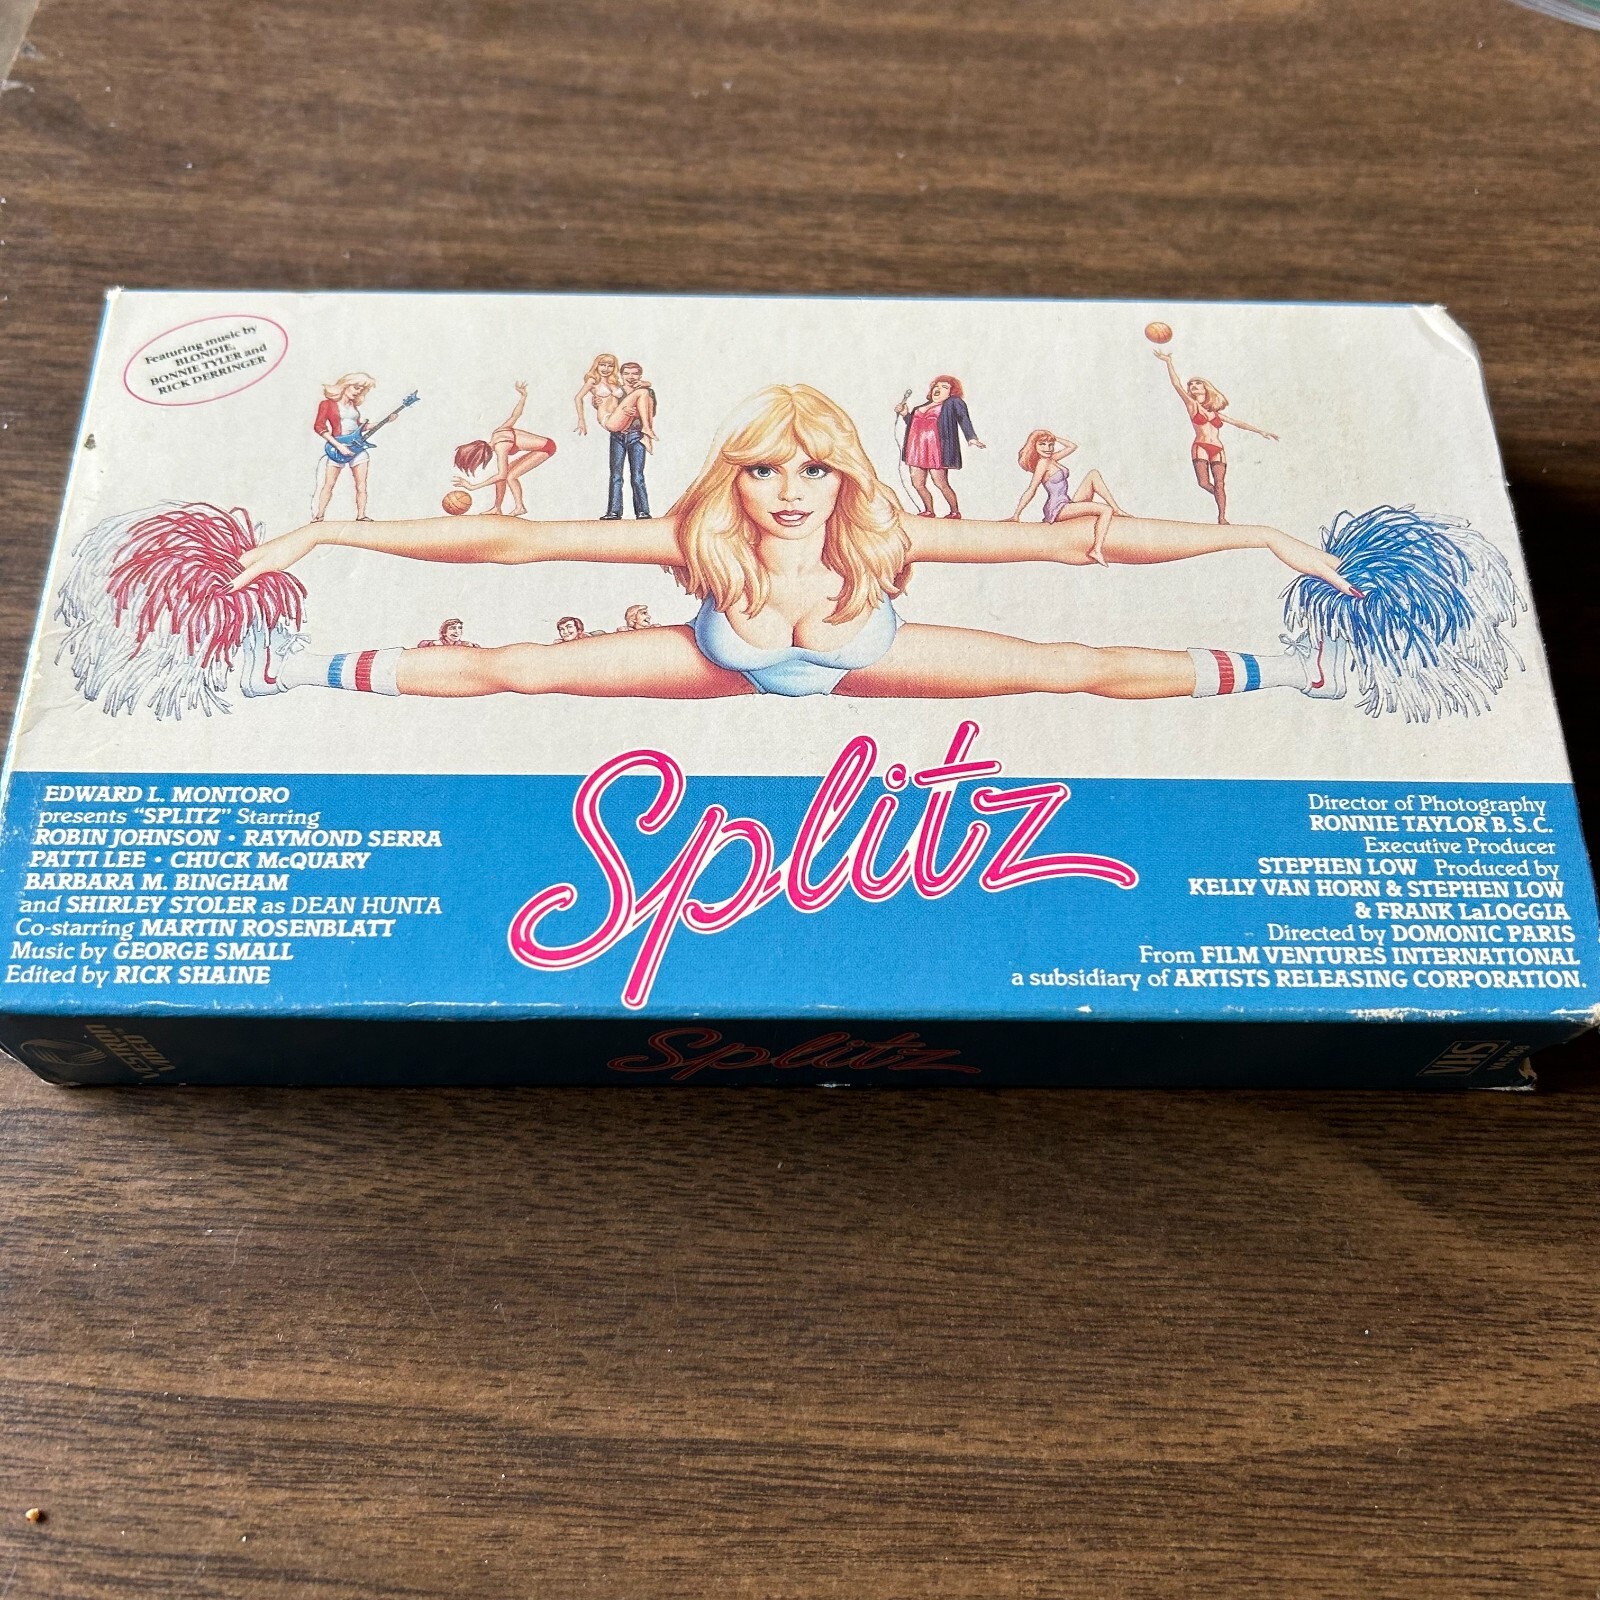 Featuring music by
BLONDIE,
BONNIE TYLER and
RICK DERRINGER
Splitz
EDWARD L. MONTORO
presents “SPLITZ” Starring
ROBIN JOHNSON • RAYMOND SERRA
PATTI LEE • CHUCK McQUARY
BARBARA M. BINGHAM
and SHIRLEY STOLER as DEAN HUNTA
Co-starring MARTIN ROSENBLATT
Music by GEORGE SMALL
Edited by RICK SHAINE
Director of Photography
RONNIE TAYLOR B.S.C.
Executive Producer
STEPHEN LOW Produced by
KELLY VAN HORN & STEPHEN LOW
& FRANK LaLOGGIA
Directed by DOMONIC PARIS
From FILM VENTURES INTERNATIONAL
a subsidiary of ARTISTS RELEASING CORPORATION.
VESTRON
VIDEO
Splitz
VHS